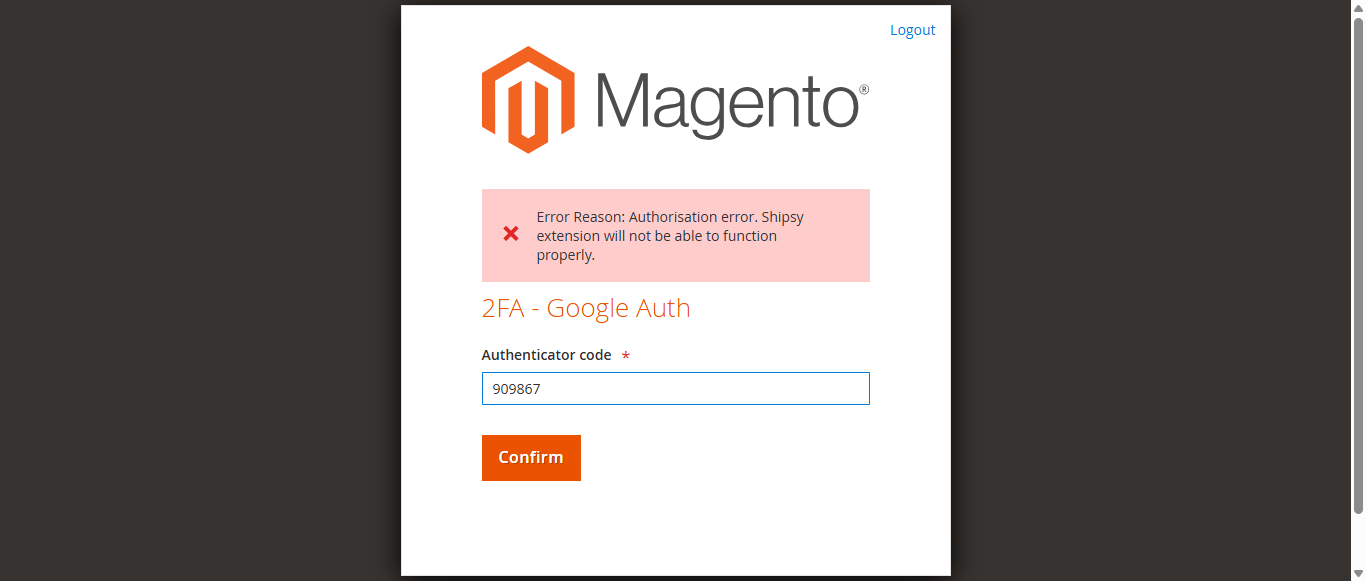 Logout
Magento®
Error Reason: Authorisation error. Shipsy
extension will not be able to function
properly.
2FA - Google Auth
Authenticator code *
909867
Confirm